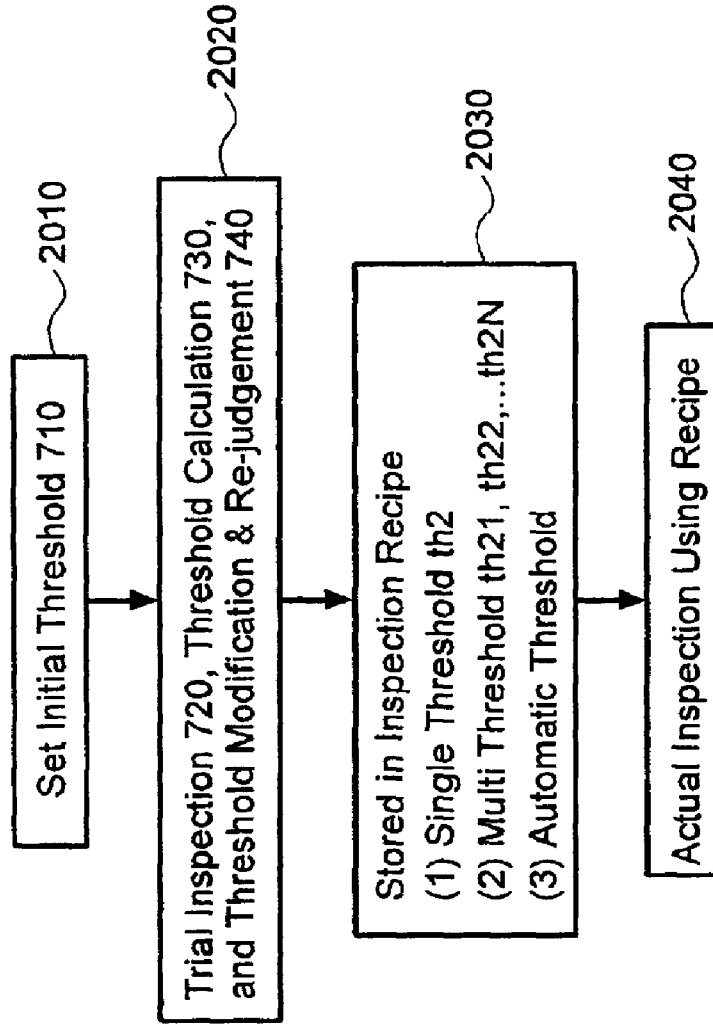 Set Initial Threshold 710
2010
Trial Inspection 720, Threshold Calculation 730,
and Threshold Modification & Re-judgement 740
2020
Stored in Inspection Recipe
(1) Single Threshold th2
(2) Multi Threshold th21, th22,...th2N
(3) Automatic Threshold
2030
Actual Inspection Using Recipe
2040